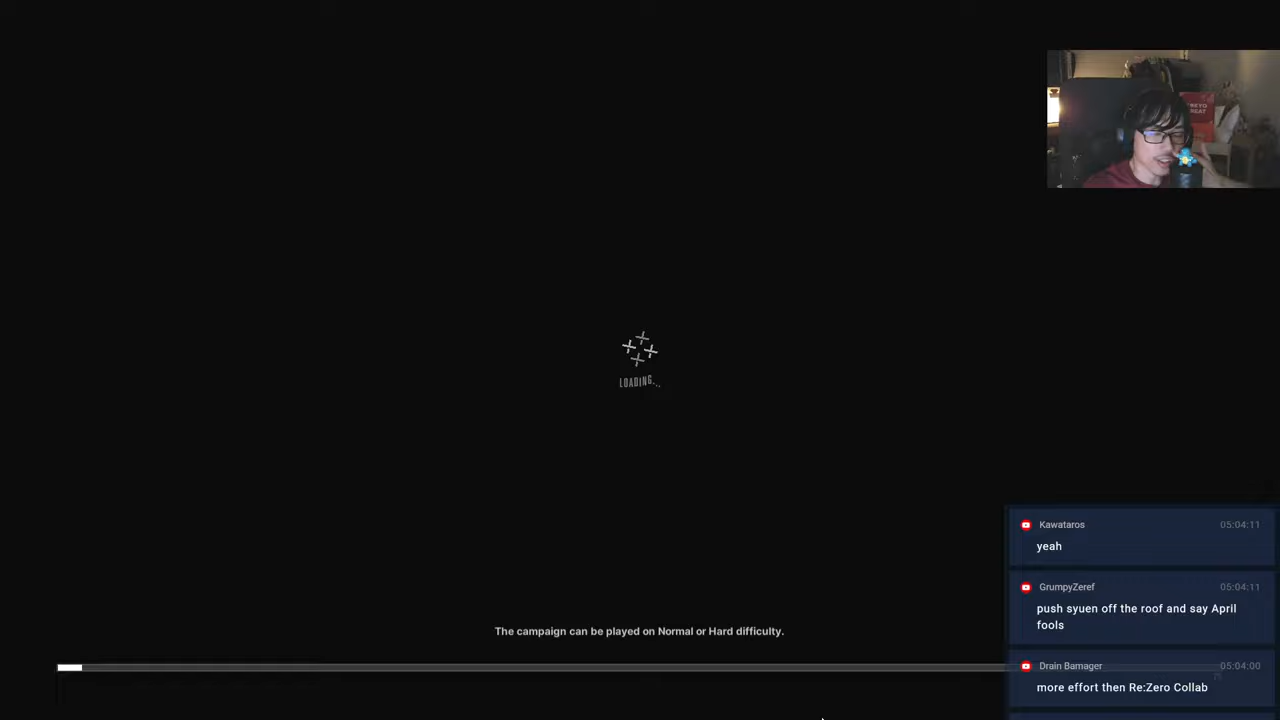 LOADING...
The campaign can be played on Normal or Hard difficulty.
Kawataros 05:04:11
yeah
GrumpyZeref 05:04:11
push syuen off the roof and say April
fools
Drain Bamager 05:04:00
more effort then Re:Zero Collab